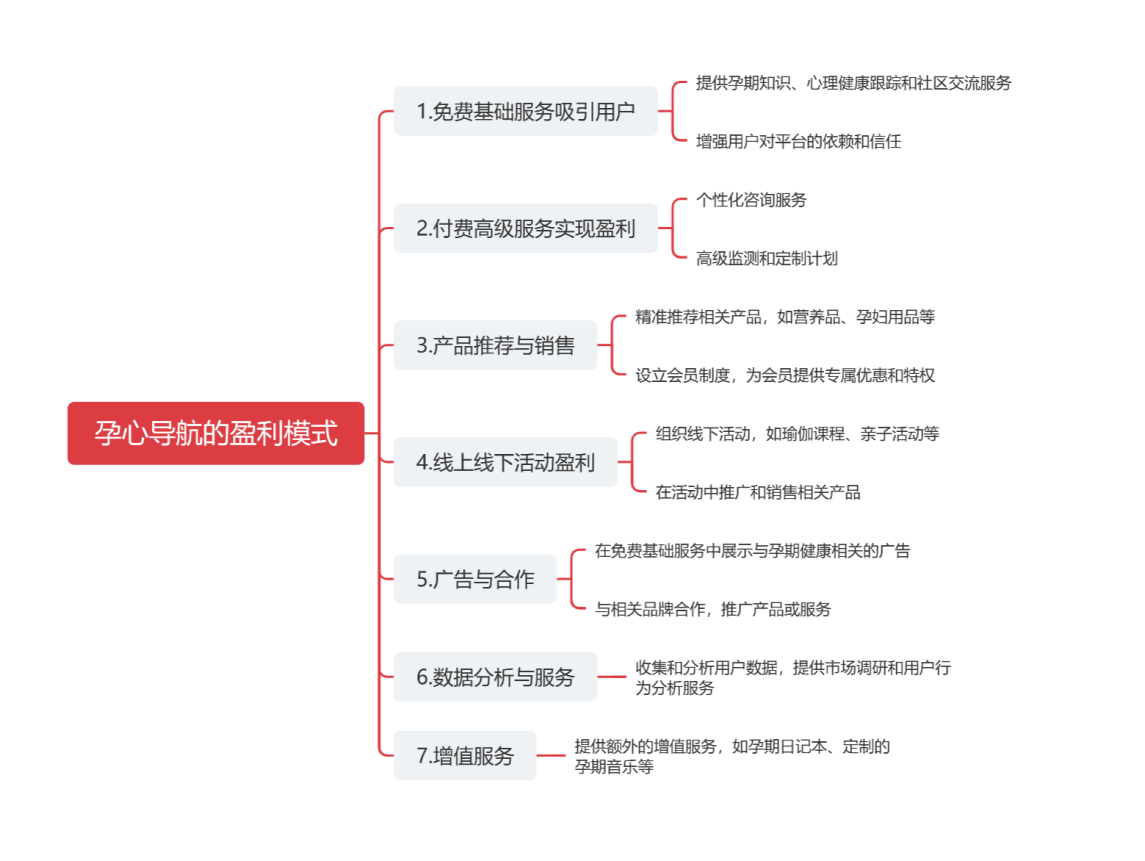 孕心导航的盈利模式
1.免费基础服务吸引用户
提供孕期知识、心理健康跟踪和社区交流服务
增强用户对平台的依赖和信任
2.付费高级服务实现盈利
个性化咨询服务
高级监测和定制计划
3.产品推荐与销售
精准推荐相关产品，如营养品、孕妇用品等
设立会员制度，为会员提供专属优惠和特权
4.线上线下活动盈利
组织线下活动，如瑜伽课程、亲子活动等
在活动中推广和销售相关产品
5.广告与合作
在免费基础服务中展示与孕期健康相关的广告
与相关品牌合作，推广产品或服务
6.数据分析与服务
收集和分析用户数据，提供市场调研和用户行
为分析服务
7.增值服务
提供额外的增值服务，如孕期日记本、定制的
孕期音乐等